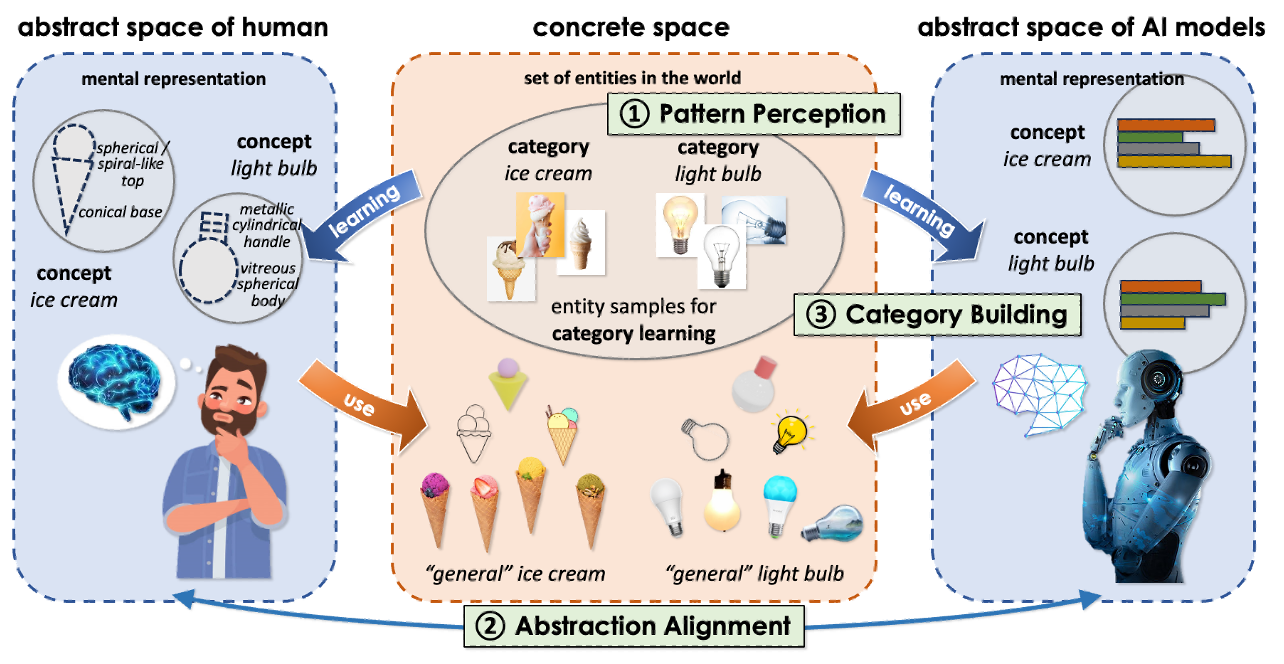 abstract space of human
mental representation
spherical /
spiral-like
top
conical base
concept
light bulb
metallic
cylindrical
handle
vitreous
spherical
body
concept
ice cream
learning
use
concrete space
set of entities in the world
① Pattern Perception
category
ice cream
category
light bulb
entity samples for
category learning
③ Category Building
"general" ice cream
"general" light bulb
② Abstraction Alignment
abstract space of AI models
mental representation
concept
ice cream
learning
concept
light bulb
use